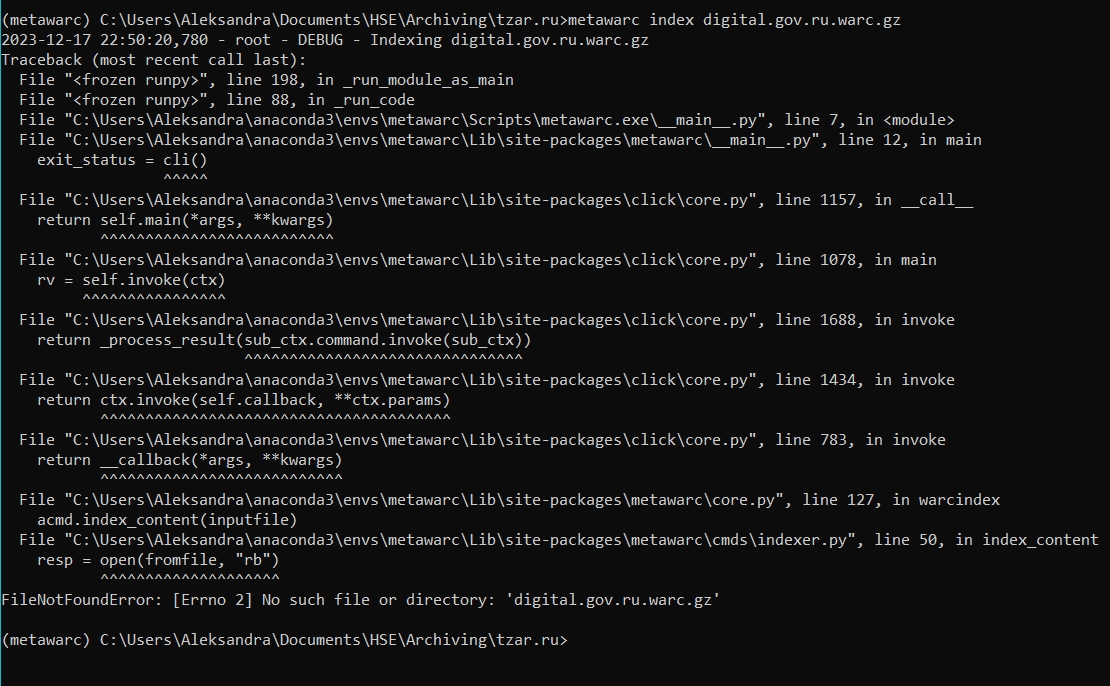 (metawarc) C:\Users\Aleksandra\Documents\HSE\Archiving\tzar.ru>metawarc index digital.gov.ru.warc.gz
2023-12-17 22:50:20,780 - root - DEBUG - Indexing digital.gov.ru.warc.gz
Traceback (most recent call last):
  File "<frozen runpy>", line 198, in _run_module_as_main
  File "<frozen runpy>", line 88, in _run_code
  File "C:\Users\Aleksandra\anaconda3\envs\metawarc\Scripts\metawarc.exe\__main__.py", line 7, in <module>
  File "C:\Users\Aleksandra\anaconda3\envs\metawarc\Lib\site-packages\metawarc\__main__.py", line 12, in main
    exit_status = cli()
                  ^^^^^
  File "C:\Users\Aleksandra\anaconda3\envs\metawarc\Lib\site-packages\click\core.py", line 1157, in __call__
    return self.main(*args, **kwargs)
           ^^^^^^^^^^^^^^^^^^^^^^^^^^
  File "C:\Users\Aleksandra\anaconda3\envs\metawarc\Lib\site-packages\click\core.py", line 1078, in main
    rv = self.invoke(ctx)
         ^^^^^^^^^^^^^^^^
  File "C:\Users\Aleksandra\anaconda3\envs\metawarc\Lib\site-packages\click\core.py", line 1688, in invoke
    return _process_result(sub_ctx.command.invoke(sub_ctx))
                           ^^^^^^^^^^^^^^^^^^^^^^^^^^^^^^^
  File "C:\Users\Aleksandra\anaconda3\envs\metawarc\Lib\site-packages\click\core.py", line 1434, in invoke
    return ctx.invoke(self.callback, **ctx.params)
           ^^^^^^^^^^^^^^^^^^^^^^^^^^^^^^^^^^^^^^^
  File "C:\Users\Aleksandra\anaconda3\envs\metawarc\Lib\site-packages\click\core.py", line 783, in invoke
    return __callback(*args, **kwargs)
           ^^^^^^^^^^^^^^^^^^^^^^^^^^^
  File "C:\Users\Aleksandra\anaconda3\envs\metawarc\Lib\site-packages\metawarc\core.py", line 127, in warcindex
    acmd.index_content(inputfile)
  File "C:\Users\Aleksandra\anaconda3\envs\metawarc\Lib\site-packages\metawarc\cmds\indexer.py", line 50, in index_content
    resp = open(fromfile, "rb")
           ^^^^^^^^^^^^^^^^^^^^
FileNotFoundError: [Errno 2] No such file or directory: 'digital.gov.ru.warc.gz'
(metawarc) C:\Users\Aleksandra\Documents\HSE\Archiving\tzar.ru>